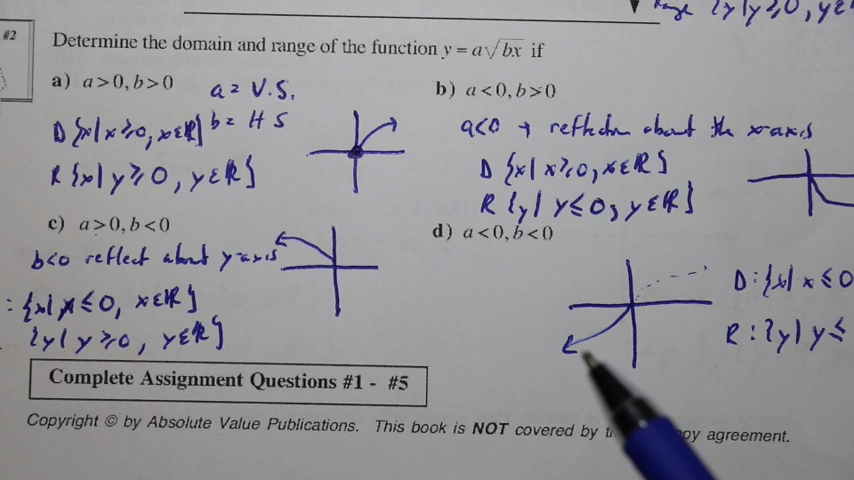 Range {y|y≥0, y∈
#2
Determine the domain and range of the function y = a√bx if
a) a>0, b>0
a = V.S.
b = H S
D {x|x≥0, x∈ℝ}
R {x|y≥0, y∈ℝ}
b) a<0, b>0
a<0 → reflection about the x-axis
D {x|x≥0, x∈ℝ}
R {y| y≤0, y∈ℝ}
c) a>0, b<0
b<0 reflect about y-axis
: {x|x≤0, x∈ℝ}
{y|y≥0, y∈ℝ}
d) a<0, b<0
D: {x|x≤0
R: {y|y≤
Complete Assignment Questions #1 - #5
Copyright © by Absolute Value Publications. This book is NOT covered by agreement.